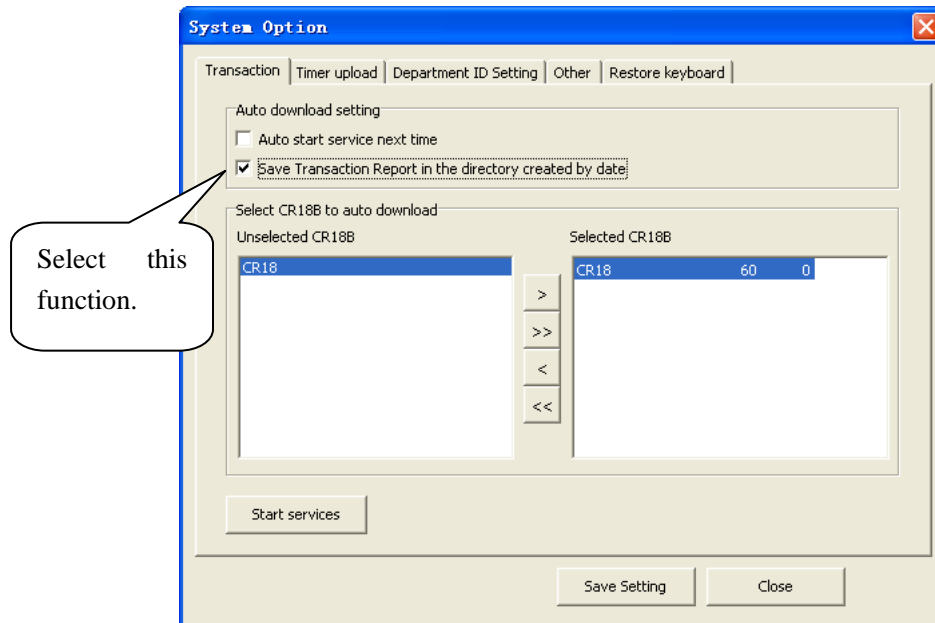 System Option
Transaction Timer upload Department ID Setting Other Restore keyboard
Auto download setting
Auto start service next time
Save Transaction Report in the directory created by date
Select this
function.
Select CR18B to auto download
Unselected CR18B Selected CR18B
CR18 CR18 60 0
>
>>
<
<<
Start services
Save Setting Close